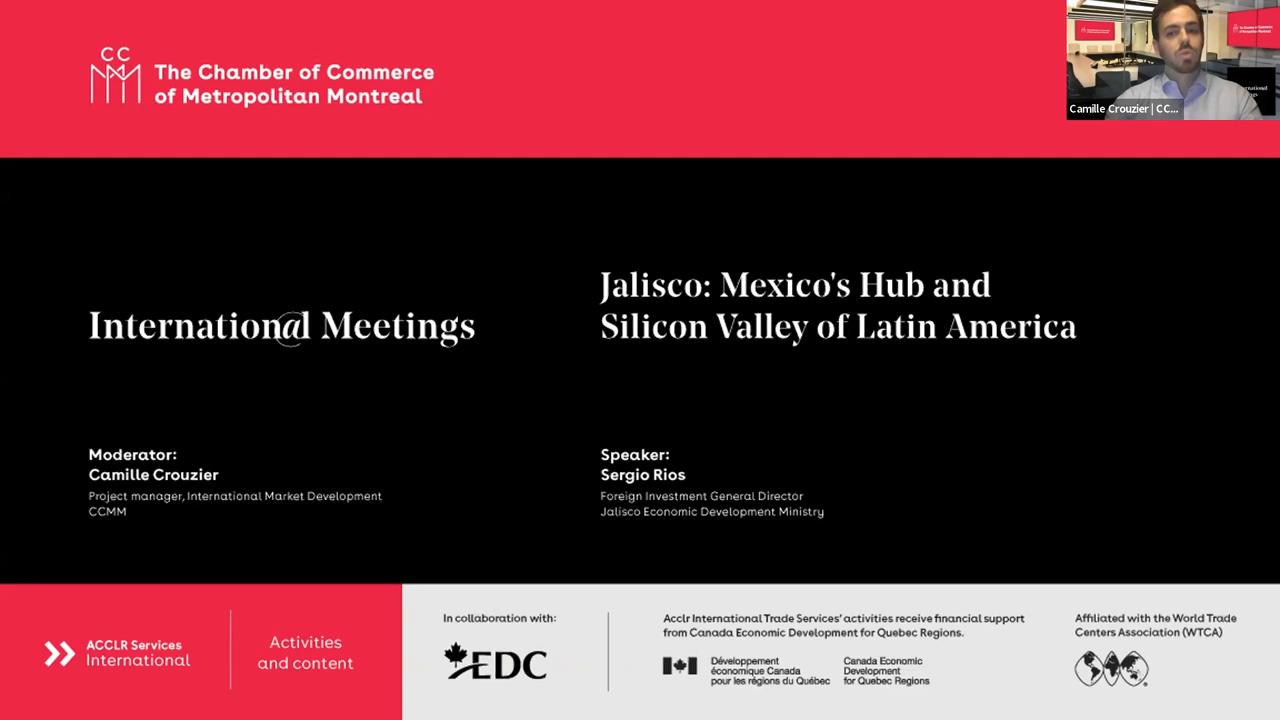 CC
The Chamber of Commerce
of Metropolitan Montreal
Camille Crouzier | CC...
Internation@l Meetings
Jalisco: Mexico's Hub and
Silicon Valley of Latin America
Moderator:
Camille Crouzier
Project manager, International Market Development
CCMM
Speaker:
Sergio Rios
Foreign Investment General Director
Jalisco Economic Development Ministry
ACCLR Services
International
Activities
and content
In collaboration with:
EDC
Acclr International Trade Services' activities receive financial support
from Canada Economic Development for Quebec Regions.
Développement
économique Canada
pour les régions du Québec
Canada Economic
Development
for Quebec Regions
Affiliated with the World Trade
Centers Association (WTCA)